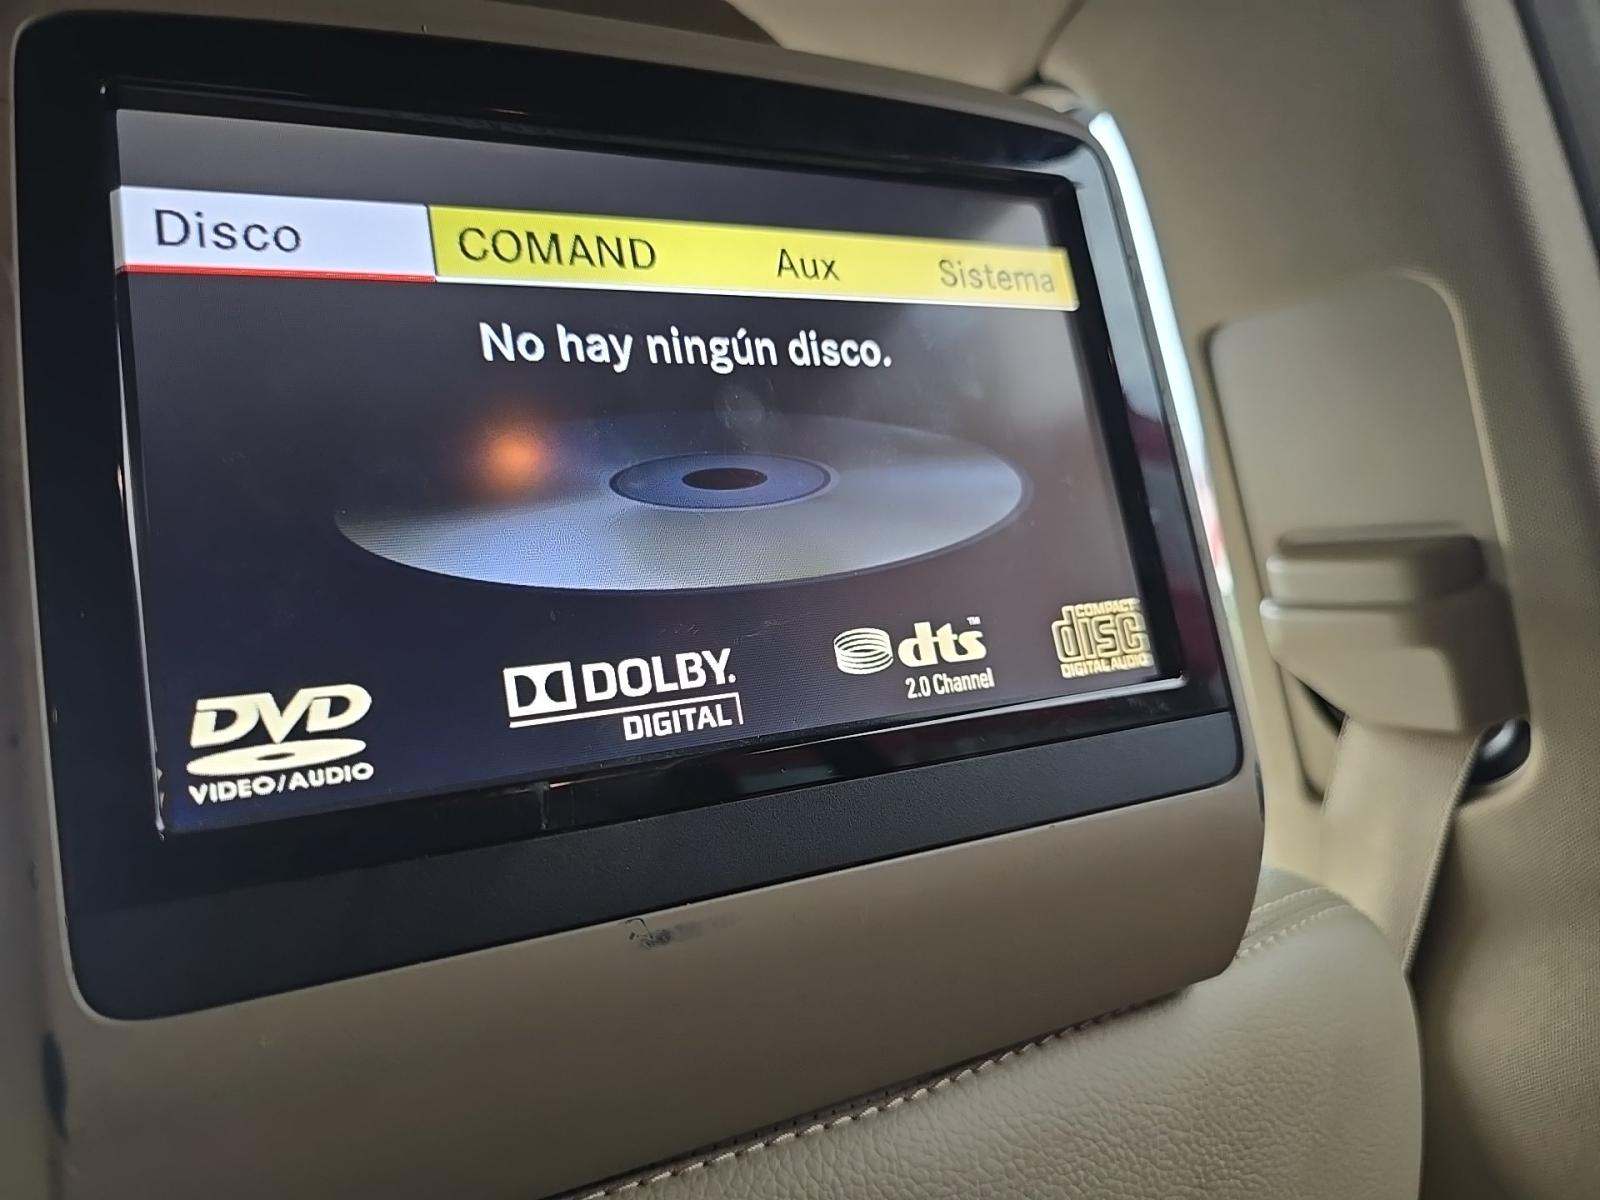 Disco COMAND Aux Sistema
No hay ningún disco.
DVD
VIDEO/AUDIO
DOLBY.
DIGITAL
dts™
2.0 Channel
COMPACT
disc
DIGITAL AUDIO